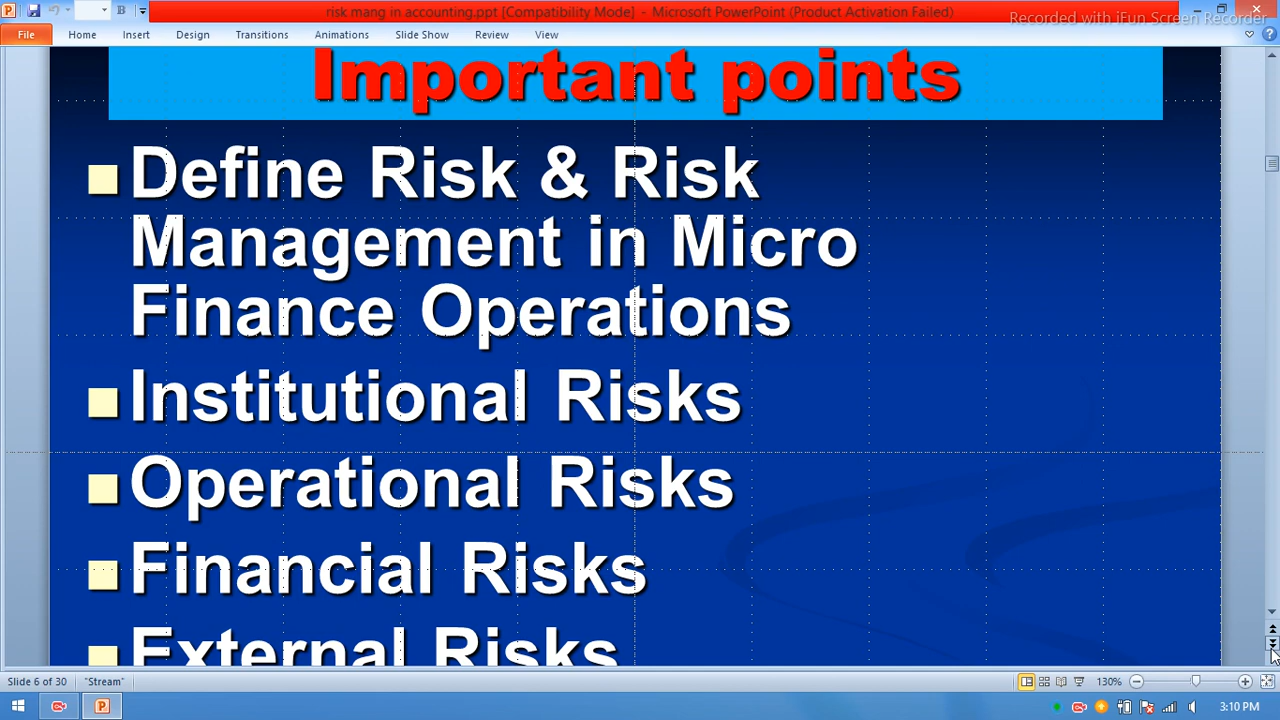 risk mang in.accounting.ppt [Compatibility Mode] - Microsoft PowerPoint (Product Activation Failed)
Recorded with iFun Screen Recorder
File Home Insert Design Transitions Animations Slide Show Review View
Important points
Define Risk & Risk
Management in Micro
Finance Operations
Institutional Risks
Operational Risks
Financial Risks
External Risks
Slide 6 of 30 "Stream" 130%
3:10 PM